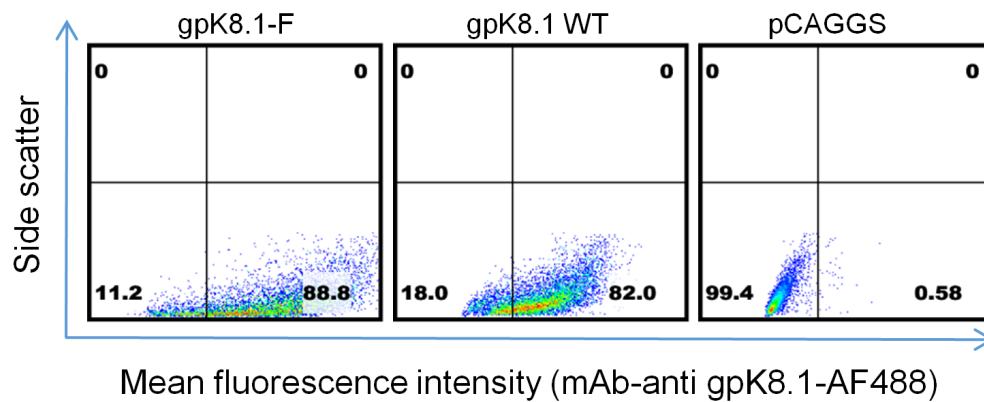 gpK8.1-F
gpK8.1 WT
pCAGGS
0 0
0 0
0 0
Side scatter
11.2 88.8
18.0 82.0
99.4 0.58
Mean fluorescence intensity (mAb-anti gpK8.1-AF488)